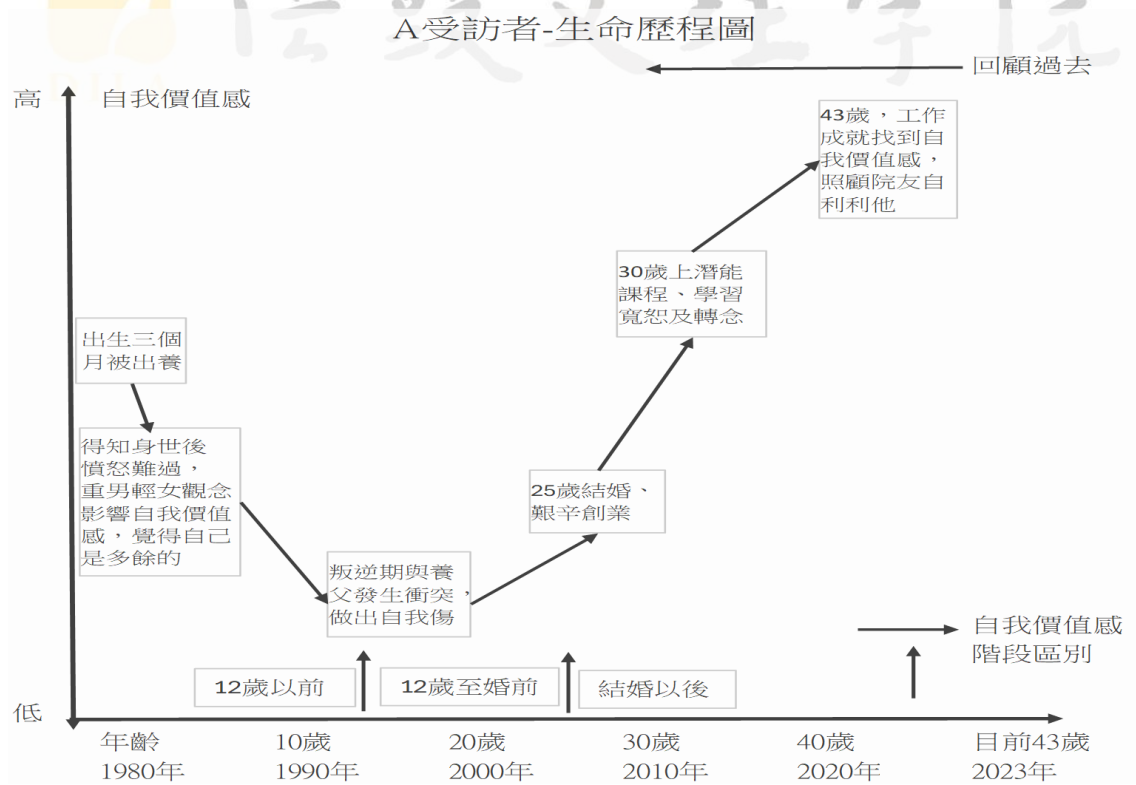 A受訪者-生命歷程圖
回顧過去
高
自我價值感
43歲，工作
成就找到自
我價值感，
照顧院友自
利利他
30歲上潛能
課程、學習
寬恕及轉念
出生三個
月被出養
得知身世後
憤怒難過，
重男輕女觀念
影響自我價值
感，覺得自己
是多餘的
25歲結婚、
艱辛創業
叛逆期與養
父發生衝突，
做出自我傷
自我價值感
階段區別
12歲以前
12歲至婚前
結婚以後
低
年齡 10歲 20歲 30歲 40歲 目前43歲
1980年 1990年 2000年 2010年 2020年 2023年